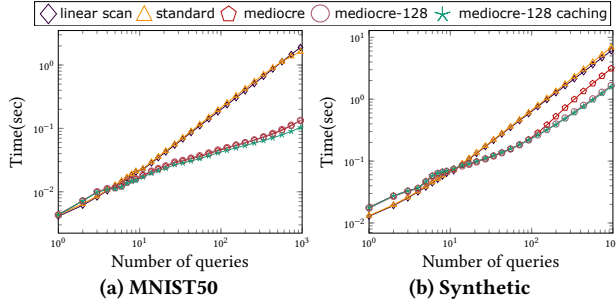 linear scan standard mediocre mediocre-128 mediocre-128 caching
10^0
10^-1
10^-2
Time(sec)
10^0 10^1 10^2 10^3
Number of queries
(a) MNIST50
10^1
10^0
10^-1
10^-2
Time(sec)
10^0 10^1 10^2 10^3
Number of queries
(b) Synthetic